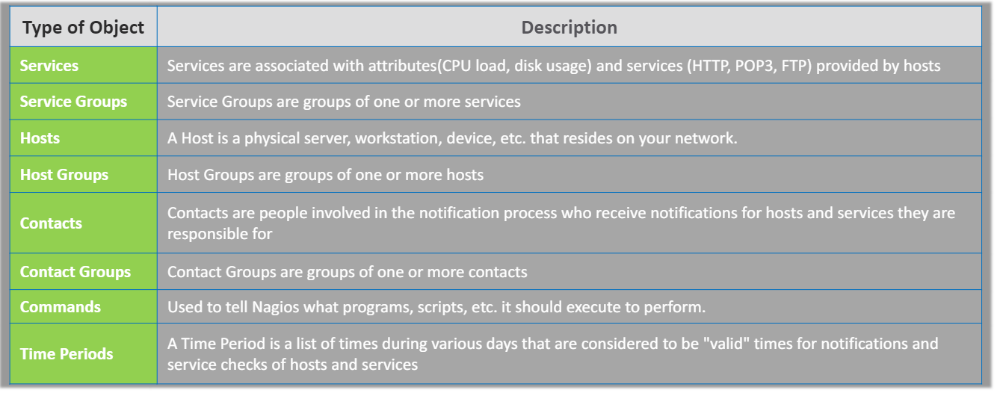 Type of Object
Description
Services
Services are associated with attributes(CPU load, disk usage) and services (HTTP, POP3, FTP) provided by hosts
Service Groups
Service Groups are groups of one or more services
Hosts
A Host is a physical server, workstation, device, etc. that resides on your network.
Host Groups
Host Groups are groups of one or more hosts
Contacts
Contacts are people involved in the notification process who receive notifications for hosts and services they are
responsible for
Contact Groups
Contact Groups are groups of one or more contacts
Commands
Used to tell Nagios what programs, scripts, etc. it should execute to perform.
Time Periods
A Time Period is a list of times during various days that are considered to be "valid" times for notifications and
service checks of hosts and services